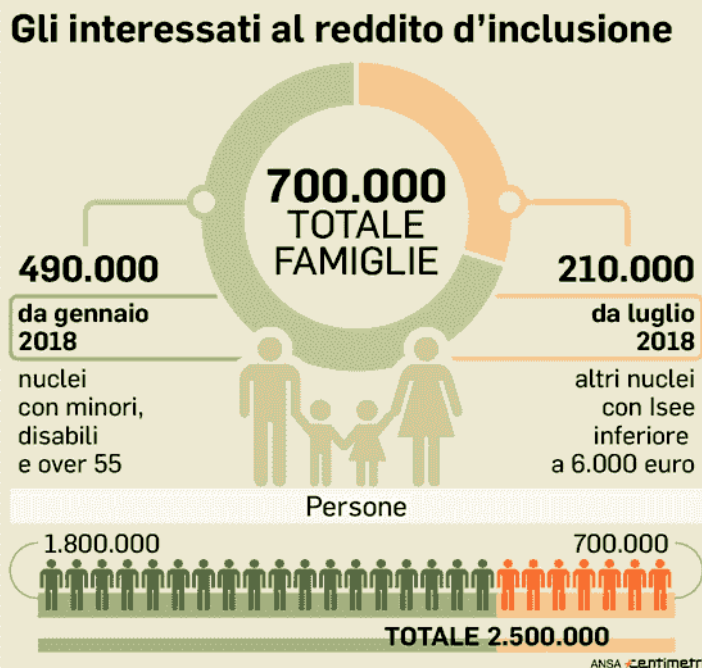 Gli interessati al reddito d'inclusione
700.000
TOTALE
FAMIGLIE
490.000
da gennaio
2018
nuclei
con minori,
disabili
e over 55
210.000
da luglio
2018
altri nuclei
con Isee
inferiore
a 6.000 euro
Persone
1.800.000
700.000
TOTALE 2.500.000
ANSA centimetri